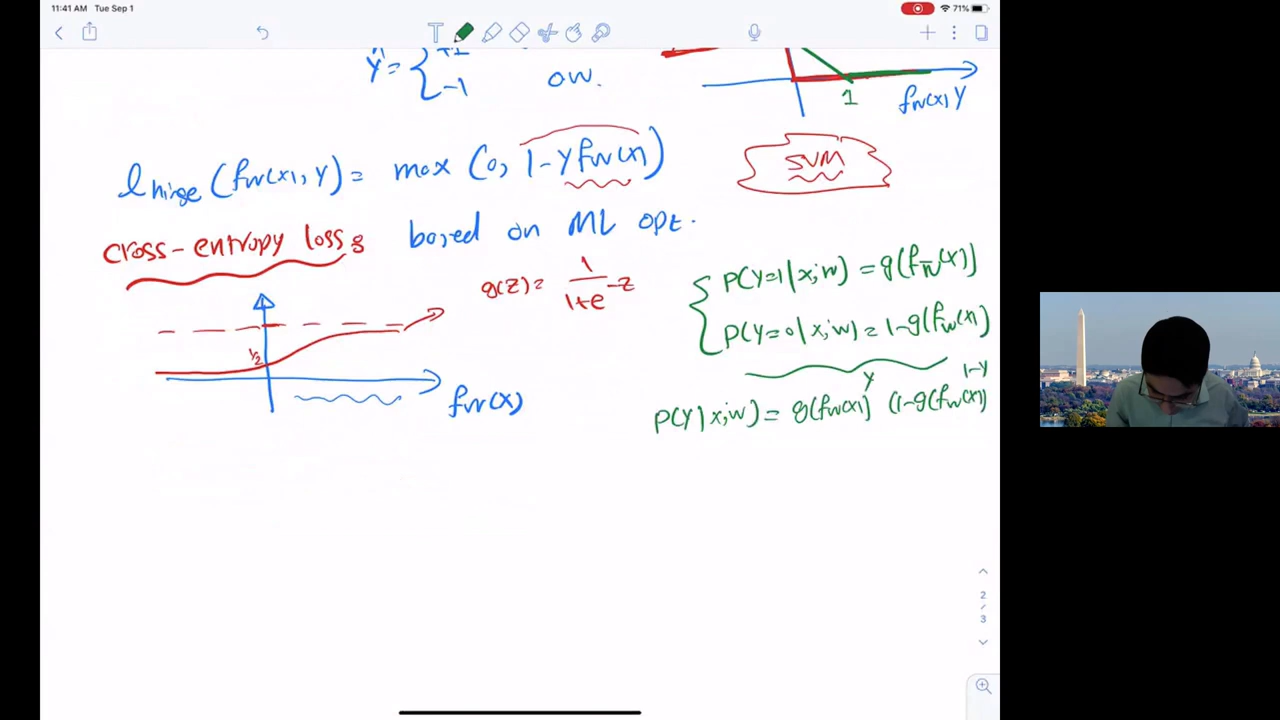 11:41 AM Tue Sep 1
71%
Ŷ = { +1
-1 ow.
1
fw(x) Y
l hinge (fw(x), Y) = max (0, 1-Y fw(x))
SVM
cross-entropy loss: based on ML opt.
g(z) = 1 / 1+e^-z
{ P(Y=1|x;w) = g(fw(x))
P(Y=0|x;w) = 1-g(fw(x))
1/2
fw(x)
P(Y|x;w) = g(fw(x))^Y (1-g(fw(x))^1-Y
2
/
3